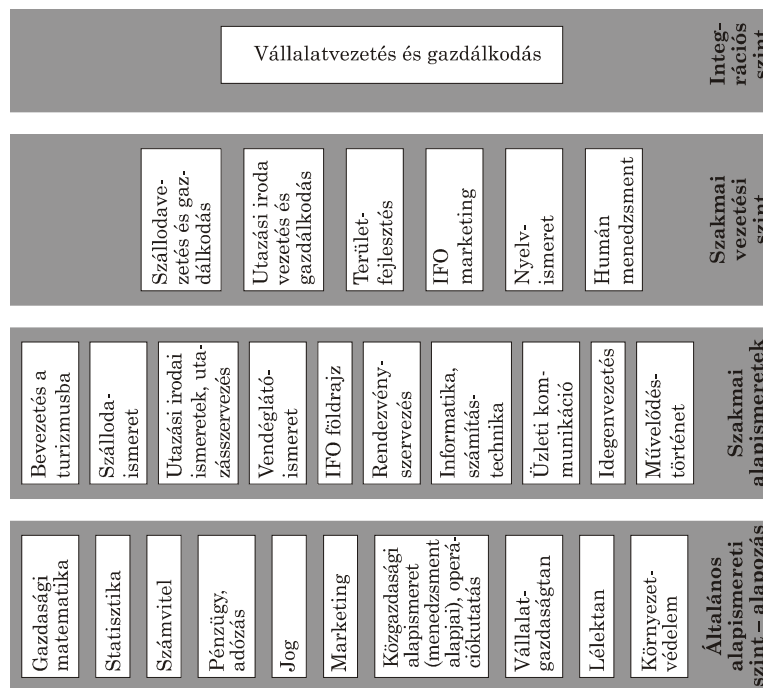 Vállalatvezetés és gazdálkodás
Integ-
rációs
szint
Szállodave-
zetés és gaz-
dálkodás
Utazási iroda
vezetés és
gazdálkodás
Terület-
fejlesztés
IFO
marketing
Nyelv-
ismeret
Humán
menedzsment
Szakmai
vezetési
szint
Bevezetés a
turizmusba
Szálloda-
ismeret
Utazási irodai
ismeretek, uta-
zásszervezés
Vendéglátó-
ismeret
IFO földrajz
Rendezvény-
szervezés
Informatika,
számítás-
technika
Üzleti kom-
munikáció
Idegenvezetés
Művelődés-
történet
Szakmai
alapismeretek
Gazdasági
matematika
Statisztika
Számvitel
Pénzügy,
adózás
Jog
Marketing
Közgazdasági
alapismeret
(menedzsment
alapjai), operá-
ciókutatás
Vállalat-
gazdaságtan
Lélektan
Környezet-
védelem
Általános
alapismereti
szint – alapozás